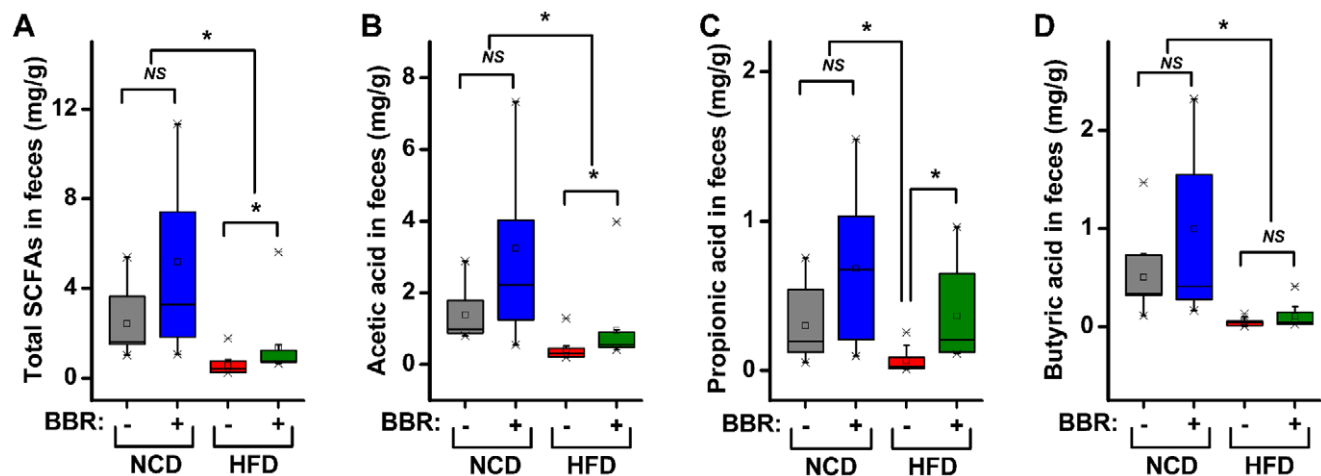 A
Total SCFAs in feces (mg/g)
12
8
4
0
*
NS
*
BBR: - + - +
NCD HFD
B
Acetic acid in feces (mg/g)
8
6
4
2
0
*
NS
*
BBR: - + - +
NCD HFD
C
Propionic acid in feces (mg/g)
2
1
0
*
NS
*
BBR: - + - +
NCD HFD
D
Butyric acid in feces (mg/g)
2
1
0
*
NS
NS
BBR: - + - +
NCD HFD